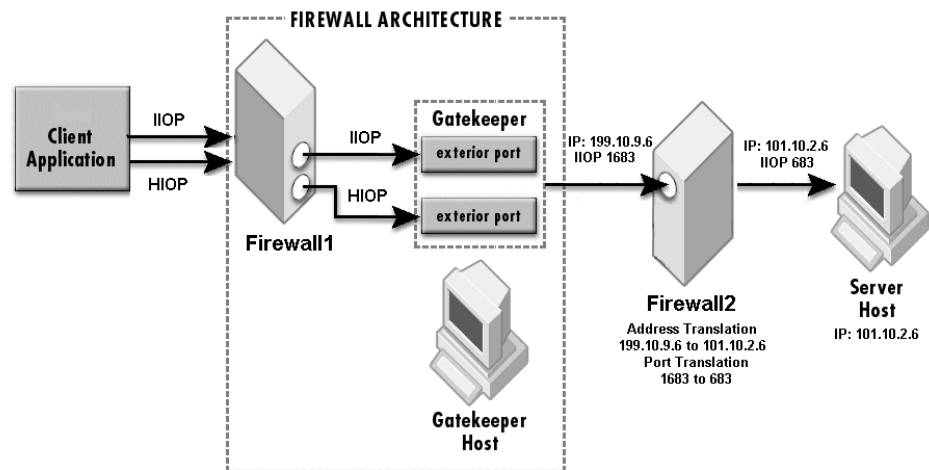 FIREWALL ARCHITECTURE
Client
Application
IIOP
HIOP
Firewall1
IIOP
HIOP
Gatekeeper
exterior port
exterior port
Gatekeeper
Host
IP: 199.10.9.6
IIOP 1683
Firewall2
Address Translation
199.10.9.6 to 101.10.2.6
Port Translation
1683 to 683
IP: 101.10.2.6
IIOP 683
Server
Host
IP: 101.10.2.6